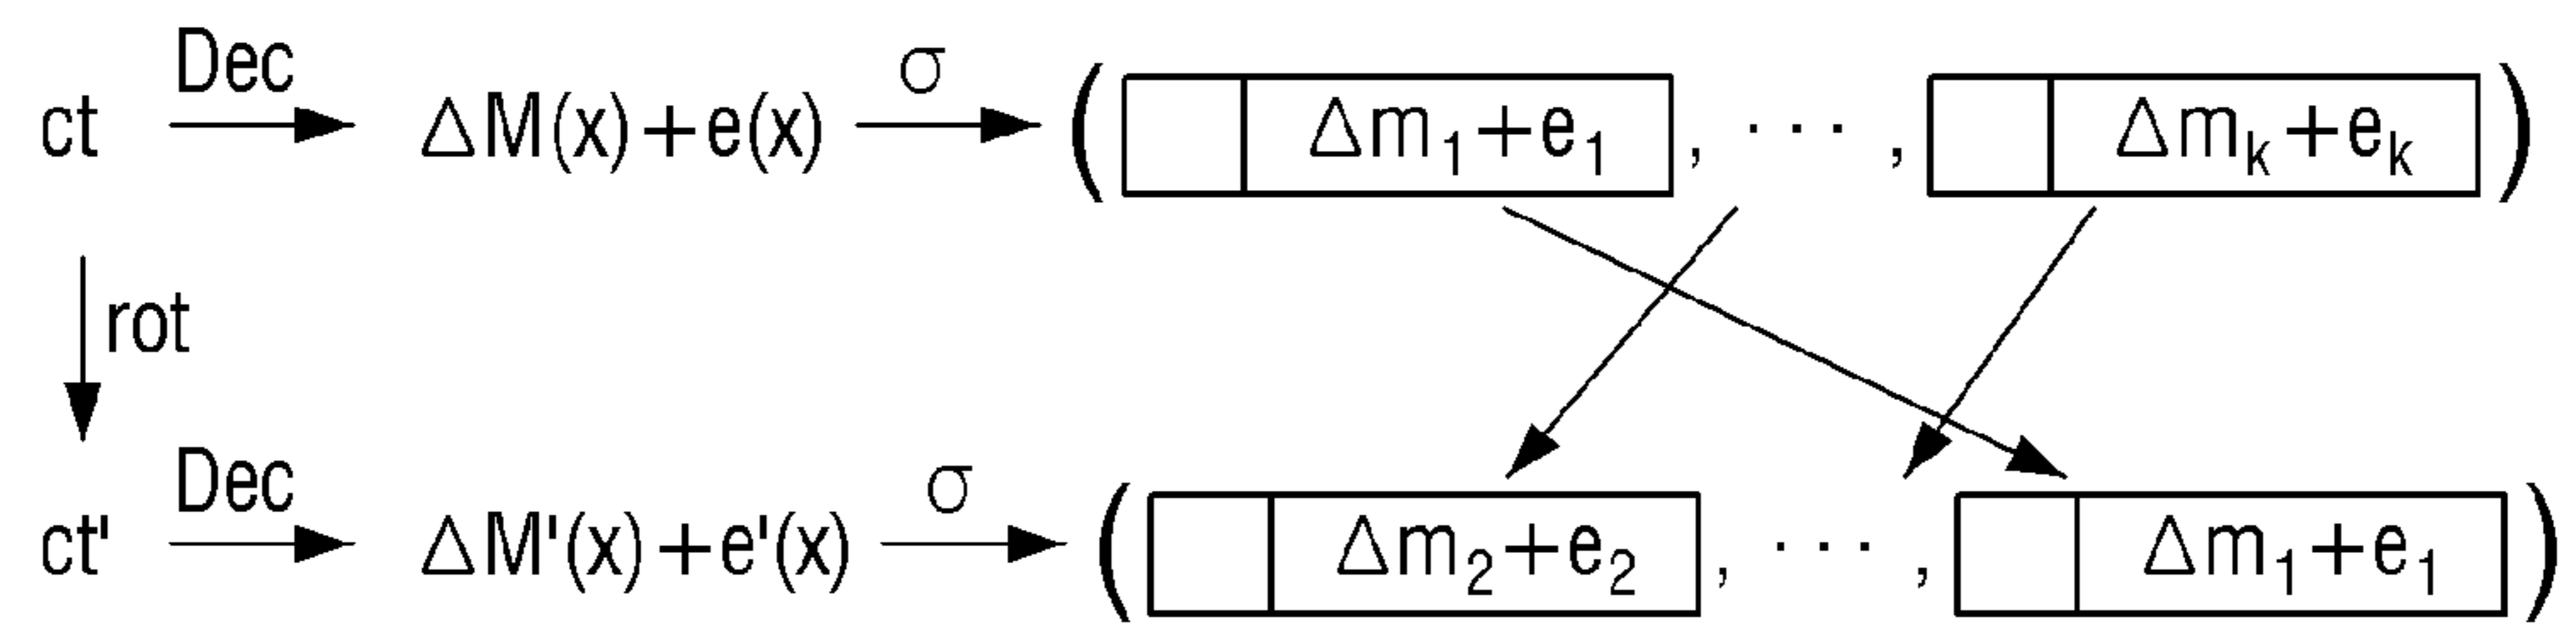 Dec σ
ct → ΔM(x)+e(x) → ( Δm₁+e₁, ···, Δmₖ+eₖ )
rot
Dec σ
ct' → ΔM'(x)+e'(x) → ( Δm₂+e₂, ···, Δm₁+e₁ )